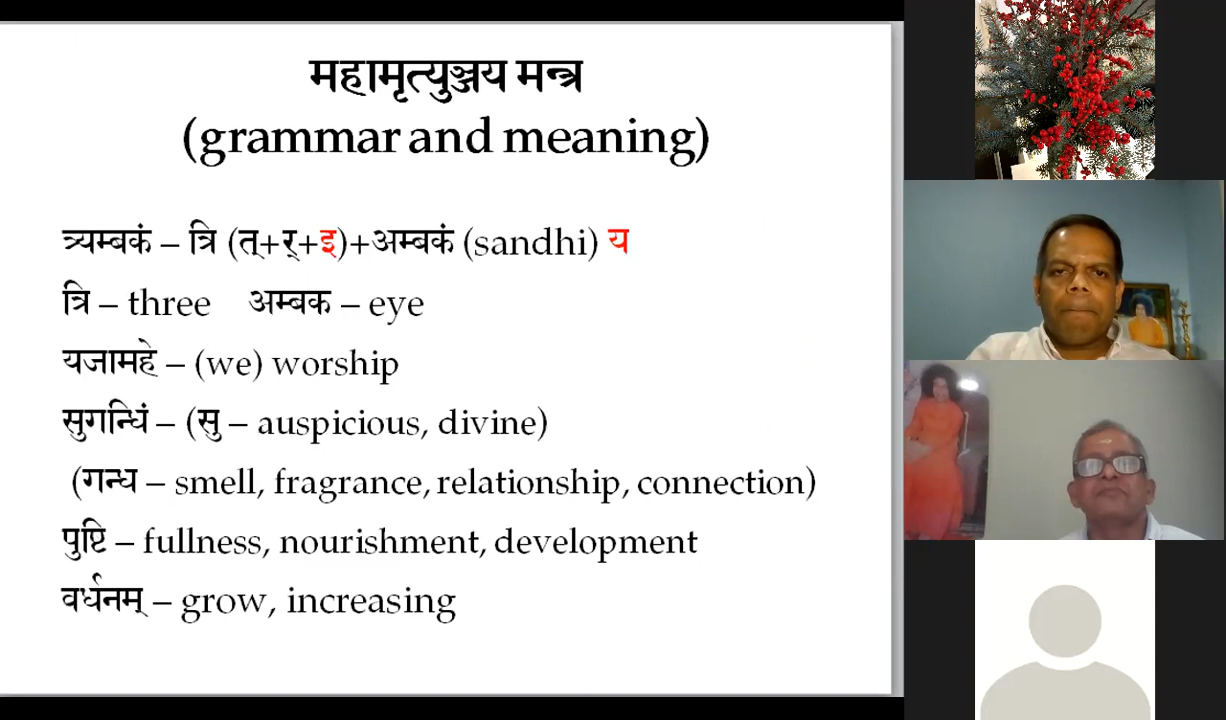 महामृत्युञ्जय मन्त्र
(grammar and meaning)
त्र्यम्बकं – त्रि (त्+र्+इ)+अम्बकं (sandhi) य
त्रि – three अम्बक – eye
यजामहे – (we) worship
सुगन्धिं – (सु – auspicious, divine)
(गन्ध – smell, fragrance, relationship, connection)
पुष्टि – fullness, nourishment, development
वर्धनम् – grow, increasing